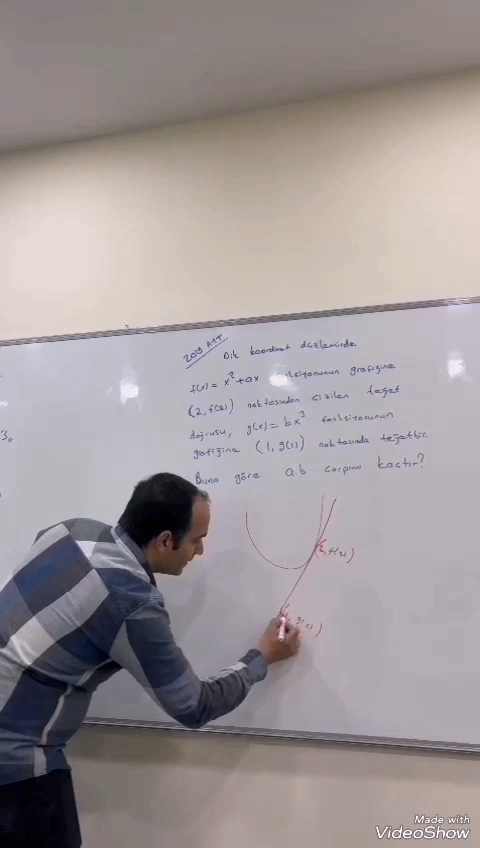 2019 AYT
Dik koordinat düzleminde
f(x) = x² + ax fonksiyonunun grafiğine
(2, f(2)) noktasından çizilen teğet
doğrusu, g(x) = bx³ fonksiyonunun
grafiğine (1, g(1)) noktasında teğettir.
Buna göre a.b çarpımı kaçtır?
(2, f(2))
g(1))
Made with
VideoShow